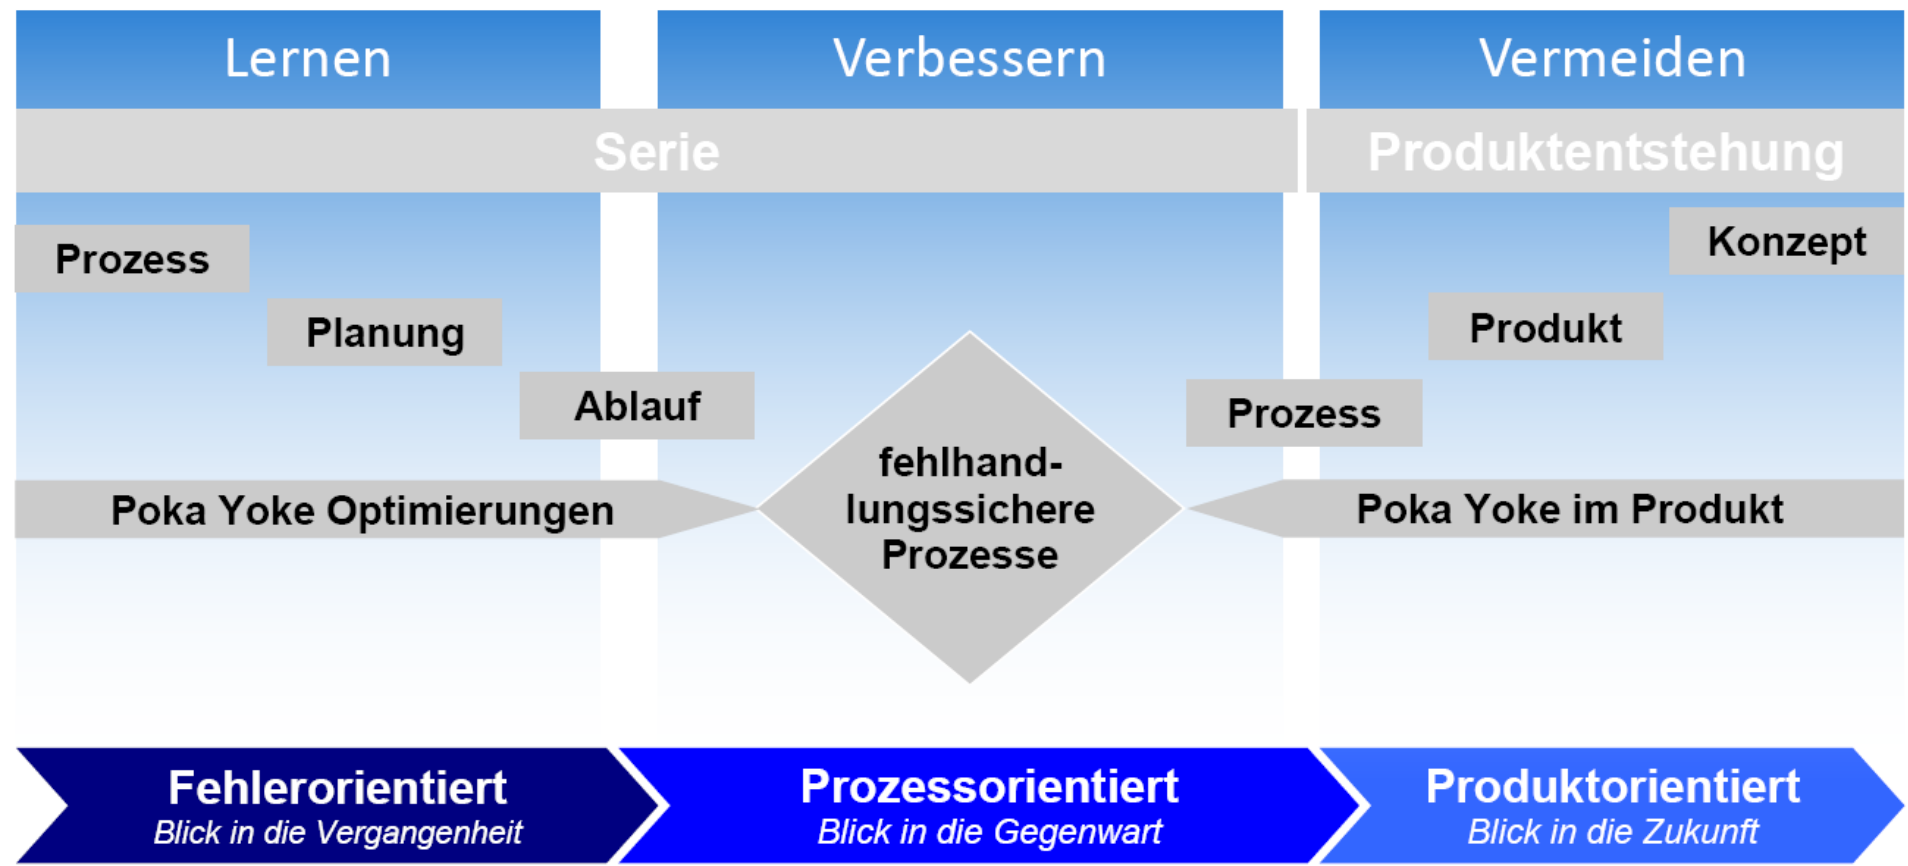 Lernen
Verbessern
Vermeiden
Serie
Produktentstehung
Prozess
Planung
Ablauf
Poka Yoke Optimierungen
fehlhand-
lungssichere
Prozesse
Konzept
Produkt
Prozess
Poka Yoke im Produkt
Fehlerorientiert
Blick in die Vergangenheit
Prozessorientiert
Blick in die Gegenwart
Produktorientiert
Blick in die Zukunft